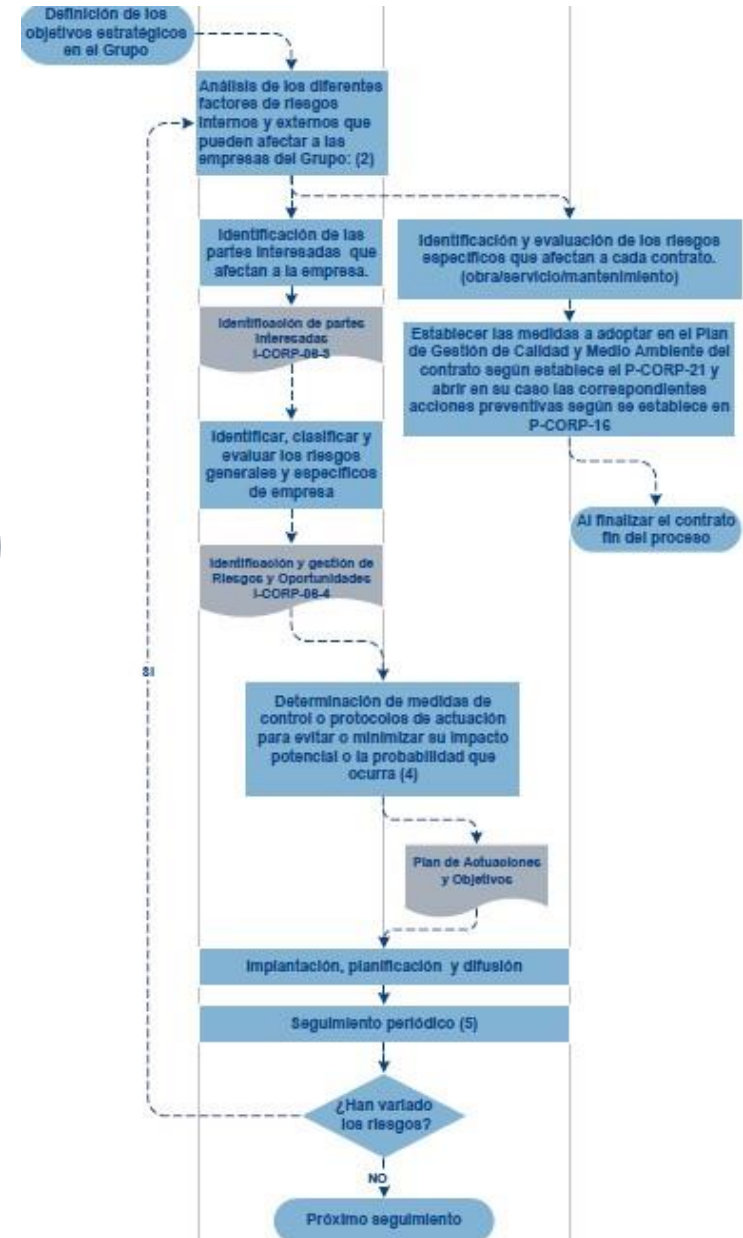 Definición de los
objetivos estratégicos
en el Grupo
Análisis de los diferentes
factores de riesgos
Internos y externos que
pueden afectar a las
empresas del Grupo: (2)
Identificación de las
partes Interesadas que
afectan a la empresa.
Identificación y evaluación de los riesgos
específicos que afectan a cada contrato.
(obra/servicio/mantenimiento)
Identificación de partes
Interesadas
I-CORP-06-3
Establecer las medidas a adoptar en el Plan
de Gestión de Calidad y Medio Ambiente del
contrato según establece el P-CORP-21 y
abrir en su caso las correspondientes
acciones preventivas según se establece en
P-CORP-16
Identificar, clasificar y
evaluar los riesgos
generales y específicos
de empresa
Al finalizar el contrato
fin del proceso
Identificación y gestión de
Riesgos y Oportunidades
I-CORP-06-4
SI
Determinación de medidas de
control o protocolos de actuación
para evitar o minimizar su impacto
potencial o la probabilidad que
ocurra (4)
Plan de Actuaciones
y Objetivos
Implantación, planificación y difusión
Seguimiento periódico (5)
¿Han variado
los riesgos?
NO
Próximo seguimiento